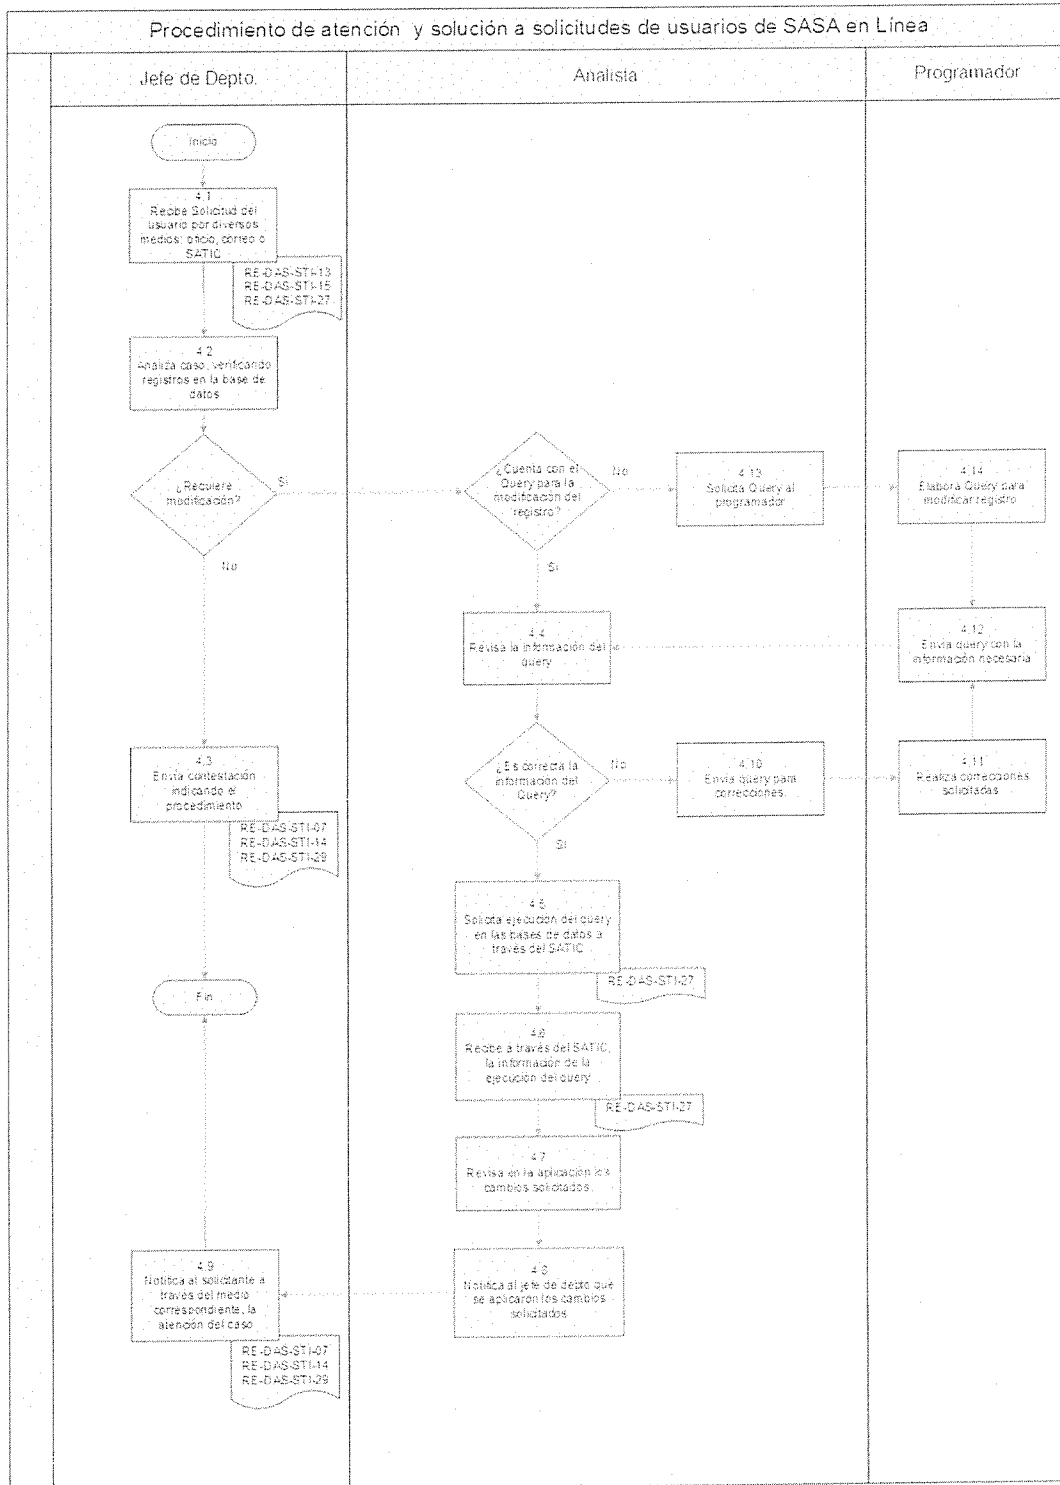 Procedimiento de atención y solución a solicitudes de usuarios de SASA en Línea
Jefe de Depto.
Analista
Programador
Inicio
4.1
Recibe Solicitud del
usuario por diversos
medios: oficio, correo o
SATIC
RE-DAS-STI-13
RE-DAS-STI-15
RE-DAS-STI-27
4.2
Analiza caso, verificando
registros en la base de
datos
¿Requiere
modificación?
Si
No
¿Cuenta con el
Query para la
modificación del
registro?
No
Si
4.13
Solicita Query al
programador
4.14
Elabora Query para
modificar registro
4.4
Revisa la información del
query
4.12
Envía query con la
información necesaria
4.3
Envía contestación
indicando el
procedimiento
RE-DAS-STI-07
RE-DAS-STI-14
RE-DAS-STI-29
¿Es correcta la
información del
Query?
No
Si
4.10
Envía query para
correcciones.
4.11
Realiza correcciones
solicitadas
4.5
Solicita ejecución del query
en las bases de datos a
través del SATIC
RE-DAS-STI-27
Fin
4.6
Recibe a través del SATIC,
la información de la
ejecución del query
RE-DAS-STI-27
4.7
Revisa en la aplicación los
cambios solicitados.
4.8
Notifica al jete de depto que
se aplicaron los cambios
solicitados
4.9
Notifica al solicitante a
través del medio
correspondiente, la
atención del caso
RE-DAS-STI-07
RE-DAS-STI-14
RE-DAS-STI-29